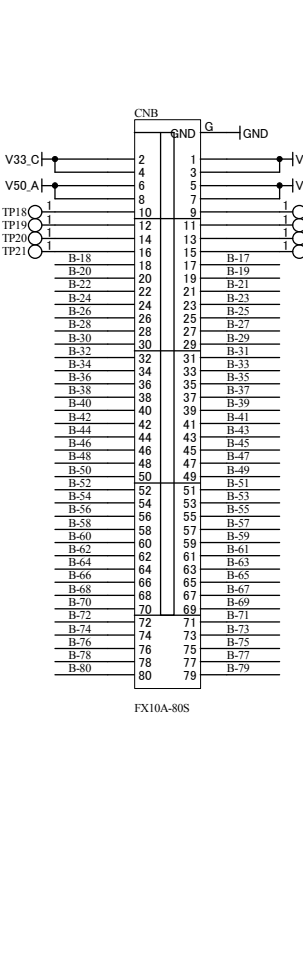 CNB
GND G GND
V33_C 2 1 V
4 3
V50_A 6 5 V
8 7
TP18 1 10 9 1
TP19 1 12 11 1
TP20 1 14 13 1
TP21 1 16 15 1
B-18 18 17 B-17
B-20 20 19 B-19
B-22 22 21 B-21
B-24 24 23 B-23
B-26 26 25 B-25
B-28 28 27 B-27
B-30 30 29 B-29
B-32 32 31 B-31
B-34 34 33 B-33
B-36 36 35 B-35
B-38 38 37 B-37
B-40 40 39 B-39
B-42 42 41 B-41
B-44 44 43 B-43
B-46 46 45 B-45
B-48 48 47 B-47
B-50 50 49 B-49
B-52 52 51 B-51
B-54 54 53 B-53
B-56 56 55 B-55
B-58 58 57 B-57
B-60 60 59 B-59
B-62 62 61 B-61
B-64 64 63 B-63
B-66 66 65 B-65
B-68 68 67 B-67
B-70 70 69 B-69
B-72 72 71 B-71
B-74 74 73 B-73
B-76 76 75 B-75
B-78 78 77 B-77
B-80 80 79 B-79
FX10A-80S